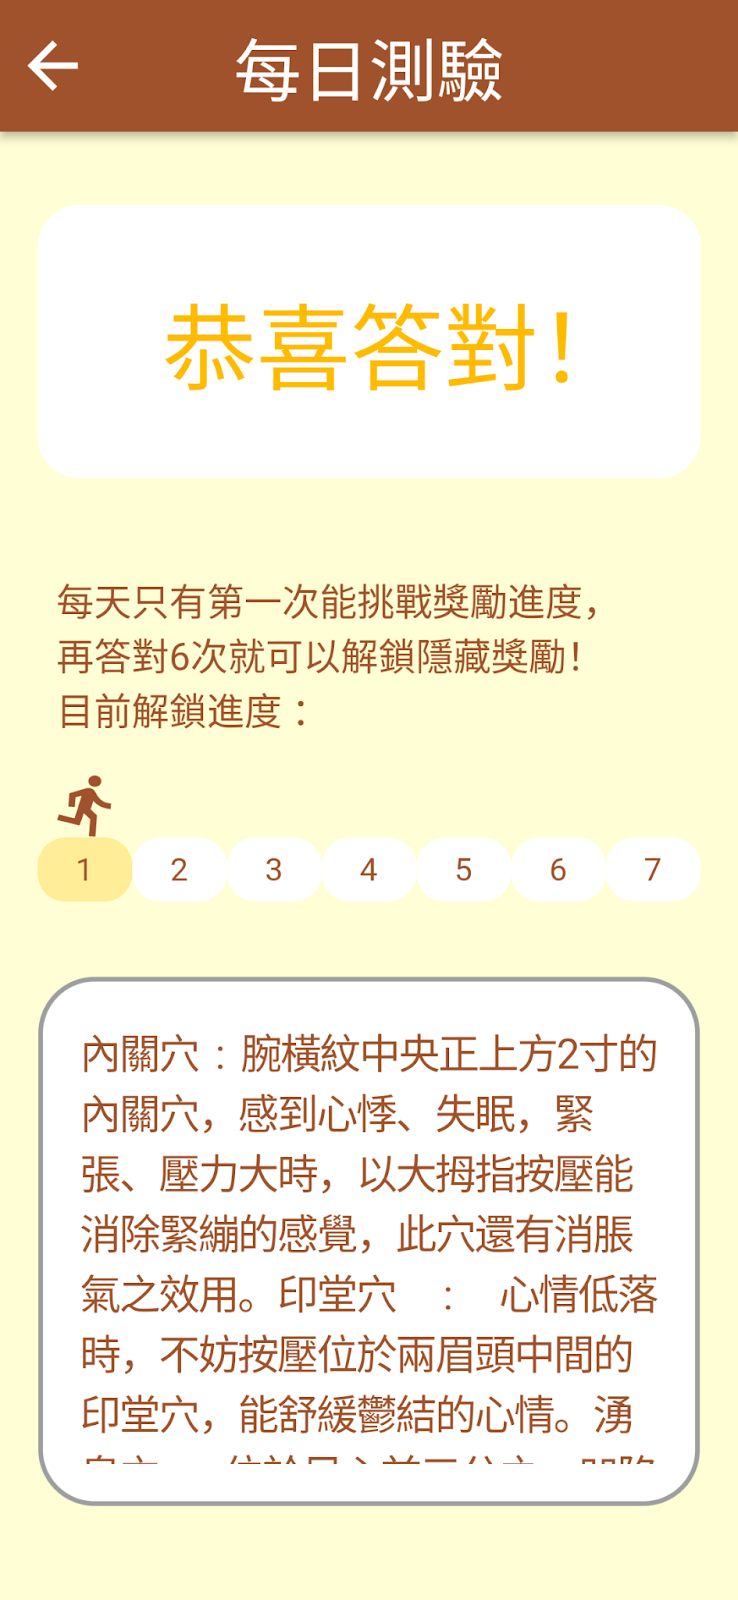 每日測驗
恭喜答對！
每天只有第一次能挑戰獎勵進度，
再答對6次就可以解鎖隱藏獎勵！
目前解鎖進度：
1 2 3 4 5 6 7
內關穴：腕橫紋中央正上方2寸的
內關穴，感到心悸、失眠，緊
張、壓力大時，以大拇指按壓能
消除緊繃的感覺，此穴還有消脹
氣之效用。印堂穴　：　心情低落
時，不妨按壓位於兩眉頭中間的
印堂穴，能舒緩鬱結的心情。湧